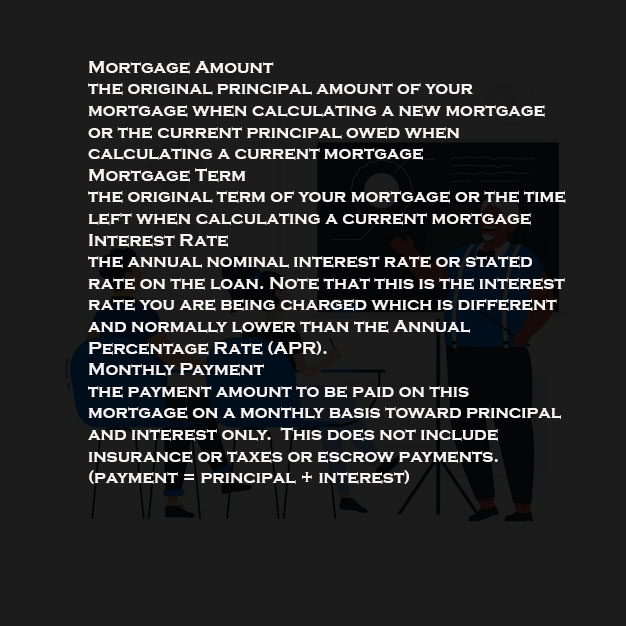 Mortgage Amount
the original principal amount of your
mortgage when calculating a new mortgage
or the current principal owed when
calculating a current mortgage
Mortgage Term
the original term of your mortgage or the time
left when calculating a current mortgage
Interest Rate
the annual nominal interest rate or stated
rate on the loan. Note that this is the interest
rate you are being charged which is different
and normally lower than the Annual
Percentage Rate (APR).
Monthly Payment
the payment amount to be paid on this
mortgage on a monthly basis toward principal
and interest only.  This does not include
insurance or taxes or escrow payments.
(payment = principal + interest)